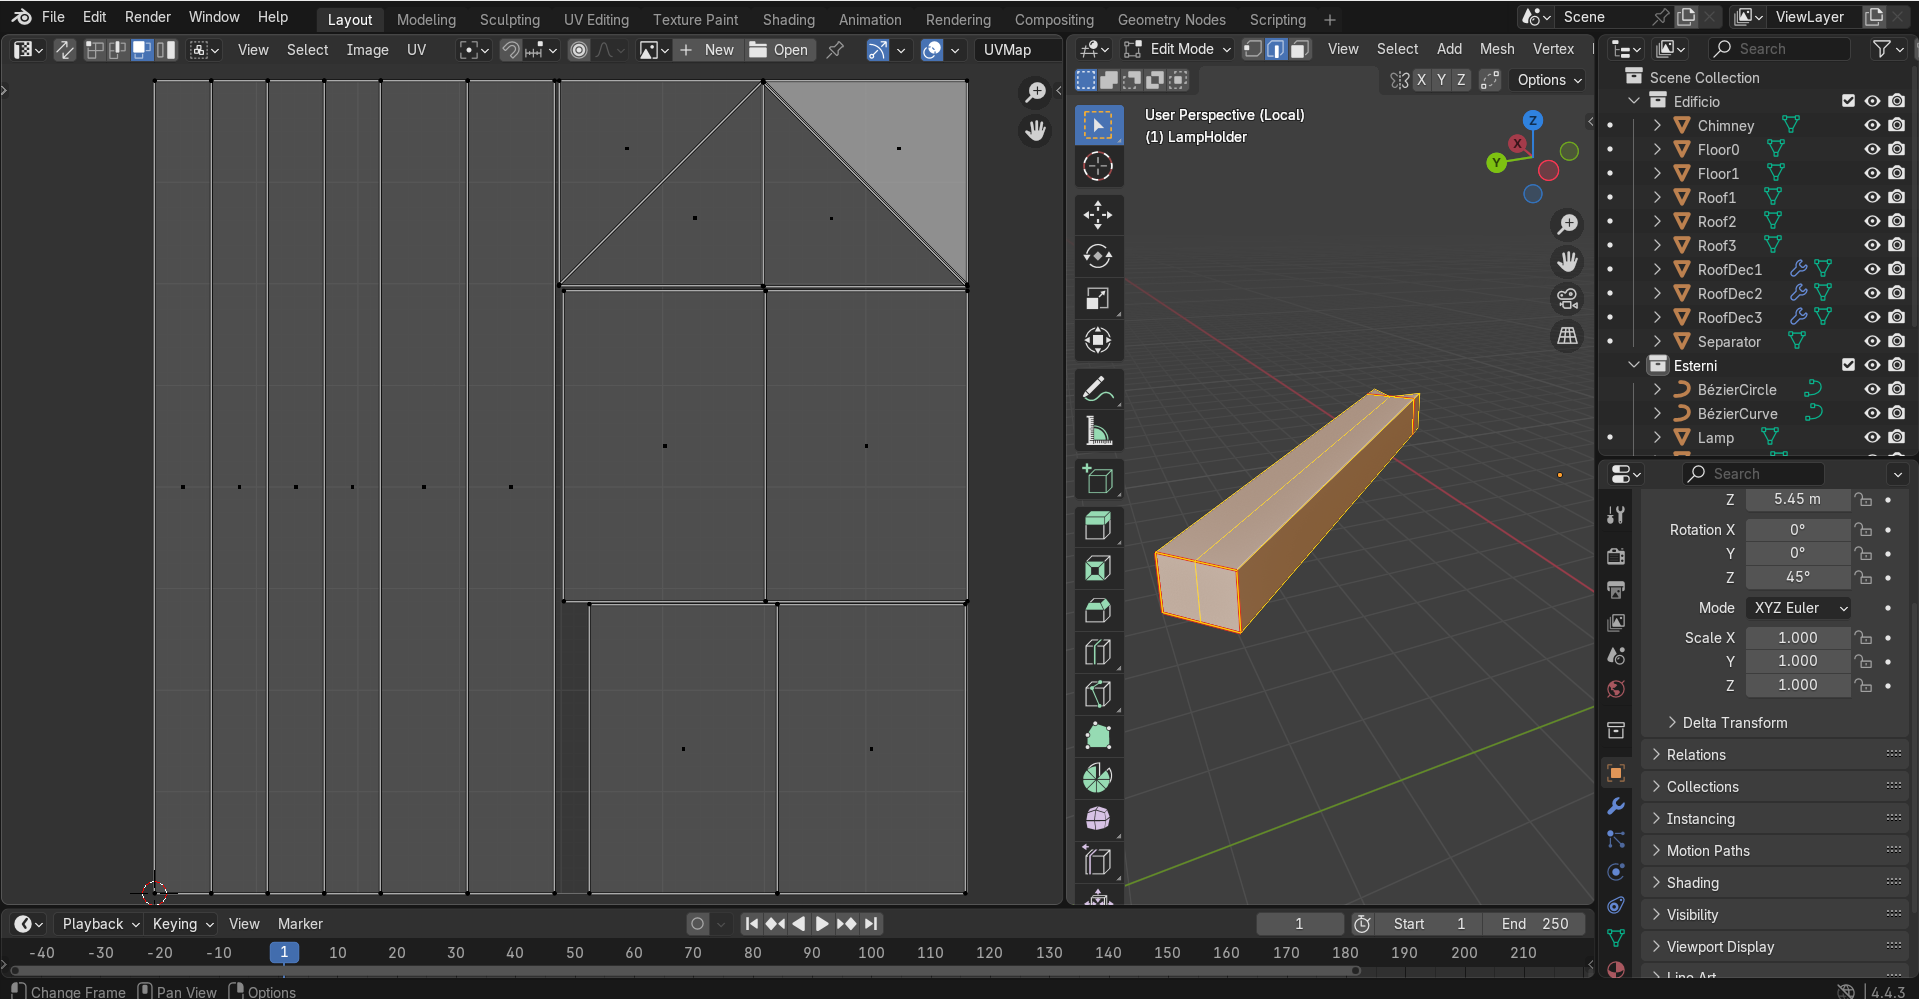 File Edit Render Window Help Layout Modeling Sculpting UV Editing Texture Paint Shading Animation Rendering Compositing Geometry Nodes Scripting + Scene ViewLayer
View Select Image UV New Open UVMap
Edit Mode View Select Add Mesh Vertex
Search
X Y Z Options
User Perspective (Local)
(1) LampHolder
Z
X
Y
Scene Collection
Edificio
Chimney
Floor0
Floor1
Roof1
Roof2
Roof3
RoofDec1
RoofDec2
RoofDec3
Separator
Esterni
BézierCircle
BézierCurve
Lamp
Search
Z 5.45 m
Rotation X 0°
Y 0°
Z 45°
Mode XYZ Euler
Scale X 1.000
Y 1.000
Z 1.000
Delta Transform
Relations
Collections
Instancing
Motion Paths
Shading
Visibility
Viewport Display
Line Art
Playback Keying View Marker 1 Start 1 End 250
-40 -30 -20 -10 1 10 20 30 40 50 60 70 80 90 100 110 120 130 140 150 160 170 180 190 200 210
Change Frame Pan View Options 4.4.3